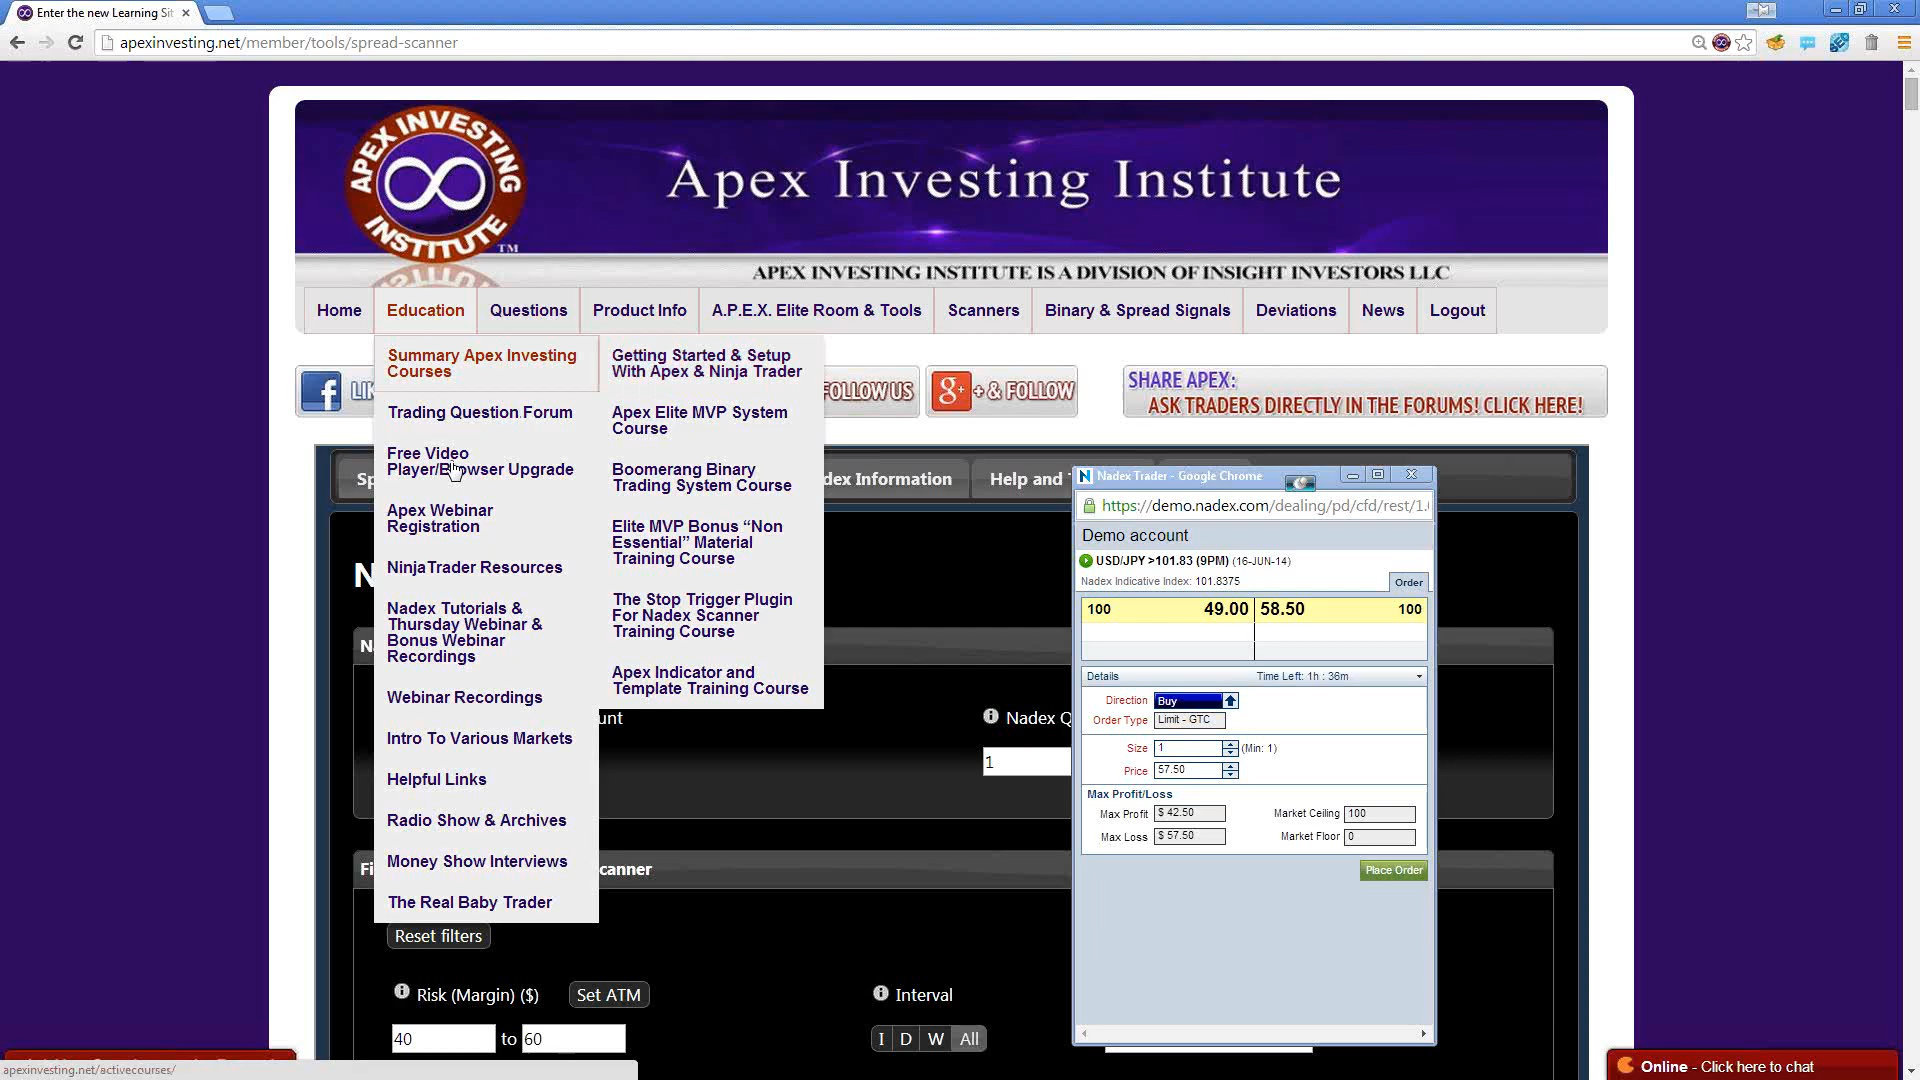 Enter the new Learning Sit
apexinvesting.net/member/tools/spread-scanner
APEX INVESTING
INSTITUTE
TM
Apex Investing Institute
APEX INVESTING INSTITUTE IS A DIVISION OF INSIGHT INVESTORS LLC
Home
Education
Questions
Product Info
A.P.E.X. Elite Room & Tools
Scanners
Binary & Spread Signals
Deviations
News
Logout
FOLLOW US
+ & FOLLOW
SHARE APEX:
ASK TRADERS DIRECTLY IN THE FORUMS! CLICK HERE!
Summary Apex Investing
Courses
Trading Question Forum
Free Video
Player/Browser Upgrade
Apex Webinar
Registration
NinjaTrader Resources
Nadex Tutorials &
Thursday Webinar &
Bonus Webinar
Recordings
Webinar Recordings
Intro To Various Markets
Helpful Links
Radio Show & Archives
Money Show Interviews
The Real Baby Trader
Getting Started & Setup
With Apex & Ninja Trader
Apex Elite MVP System
Course
Boomerang Binary
Trading System Course
Elite MVP Bonus “Non
Essential” Material
Training Course
The Stop Trigger Plugin
For Nadex Scanner
Training Course
Apex Indicator and
Template Training Course
Sp
dex Information
Help and
N
N
unt
Nadex Q
1
Fi
canner
Reset filters
Risk (Margin) ($)
Set ATM
40 to 60
Interval
I D W All
Nadex Trader - Google Chrome
https://demo.nadex.com/dealing/pd/cfd/rest/1.
Demo account
USD/JPY >101.83 (9PM) (16-JUN-14)
Nadex Indicative Index: 101.8375
Order
100 49.00 58.50 100
Details Time Left: 1h : 36m
Direction Buy
Order Type Limit - GTC
Size 1 (Min: 1)
Price 57.50
Max Profit/Loss
Max Profit $ 42.50 Market Ceiling 100
Max Loss $ 57.50 Market Floor 0
Place Order
apexinvesting.net/activecourses/
Online - Click here to chat